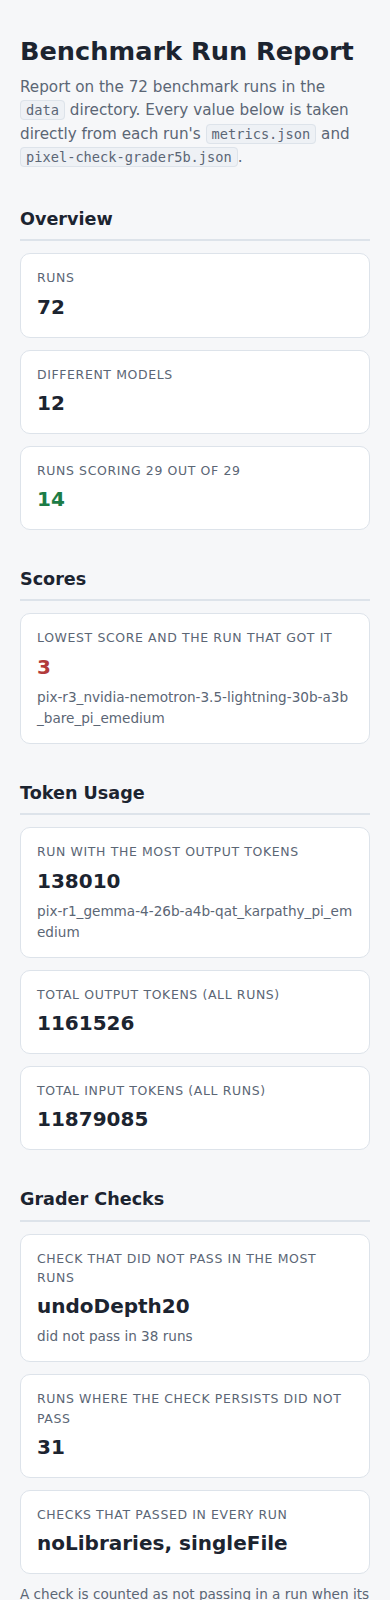 Benchmark Run Report
Report on the 72 benchmark runs in the
data directory. Every value below is taken
directly from each run's metrics.json and
pixel-check-grader5b.json.
Overview
RUNS
72
DIFFERENT MODELS
12
RUNS SCORING 29 OUT OF 29
14
Scores
LOWEST SCORE AND THE RUN THAT GOT IT
3
pix-r3_nvidia-nemotron-3.5-lightning-30b-a3b
_bare_pi_emedium
Token Usage
RUN WITH THE MOST OUTPUT TOKENS
138010
pix-r1_gemma-4-26b-a4b-qat_karpathy_pi_em
edium
TOTAL OUTPUT TOKENS (ALL RUNS)
1161526
TOTAL INPUT TOKENS (ALL RUNS)
11879085
Grader Checks
CHECK THAT DID NOT PASS IN THE MOST
RUNS
undoDepth20
did not pass in 38 runs
RUNS WHERE THE CHECK PERSISTS DID NOT
PASS
31
CHECKS THAT PASSED IN EVERY RUN
noLibraries, singleFile
A check is counted as not passing in a run when its